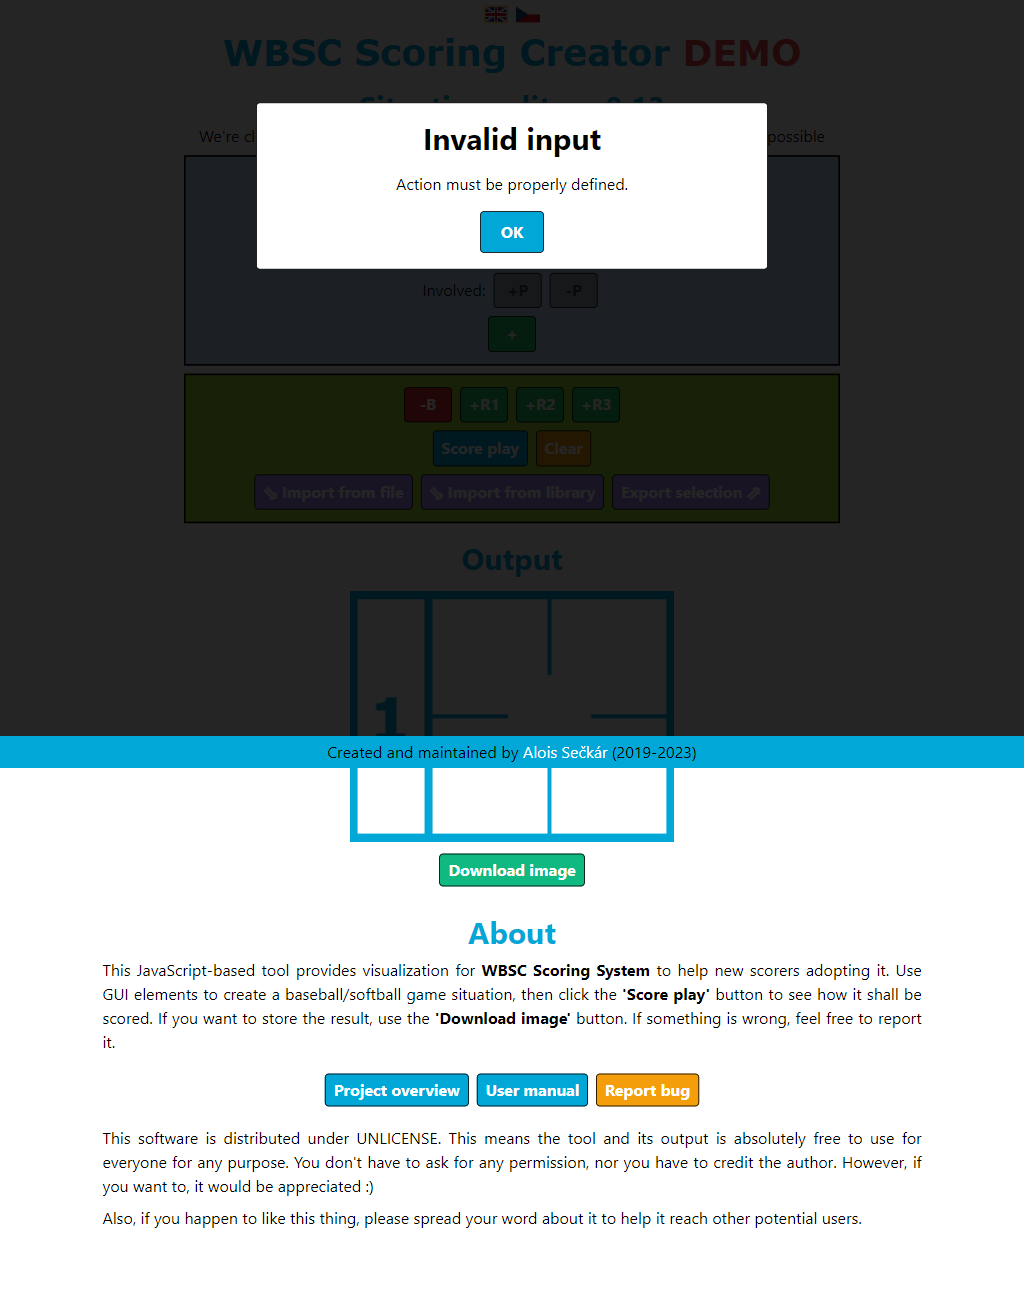 WBSC Scoring Creator DEMO
We're cl
possible
Invalid input
Action must be properly defined.
OK
Involved: +P -P
+
-B +R1 +R2 +R3
Score play Clear
Import from file Import from library Export selection
Output
1
Created and maintained by Alois Sečkár (2019-2023)
Download image
About
This JavaScript-based tool provides visualization for WBSC Scoring System to help new scorers adopting it. Use
GUI elements to create a baseball/softball game situation, then click the 'Score play' button to see how it shall be
scored. If you want to store the result, use the 'Download image' button. If something is wrong, feel free to report
it.
Project overview User manual Report bug
This software is distributed under UNLICENSE. This means the tool and its output is absolutely free to use for
everyone for any purpose. You don't have to ask for any permission, nor you have to credit the author. However, if
you want to, it would be appreciated :)
Also, if you happen to like this thing, please spread your word about it to help it reach other potential users.